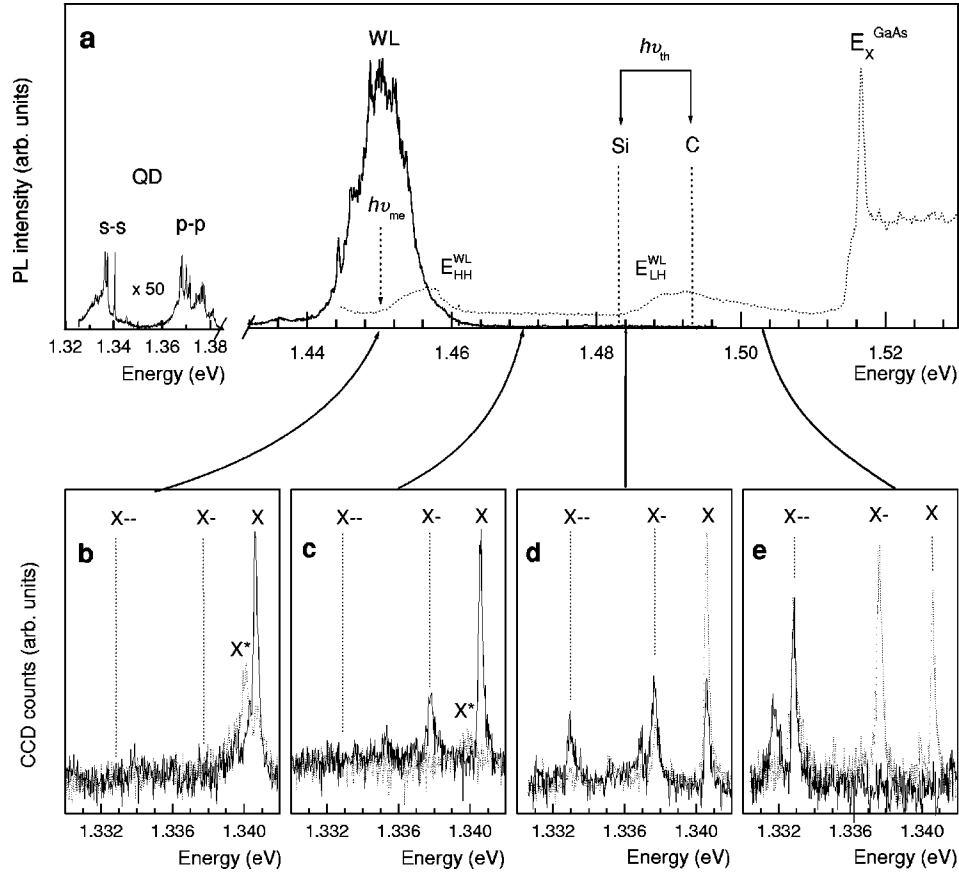 a
WL
hν_th
E_X^GaAs
Si
C
QD
s-s
p-p
x 50
hν_me
E_HH^WL
E_LH^WL
PL intensity (arb. units)
1.32 1.34 1.36 1.38 1.44 1.46 1.48 1.50 1.52
Energy (eV) Energy (eV) Energy (eV)
X-- X- X X-- X- X X-- X- X X-- X- X
b c d e
X* X*
CCD counts (arb. units)
1.332 1.336 1.340 1.332 1.336 1.340 1.332 1.336 1.340 1.332 1.336 1.340
Energy (eV) Energy (eV) Energy (eV) Energy (eV)